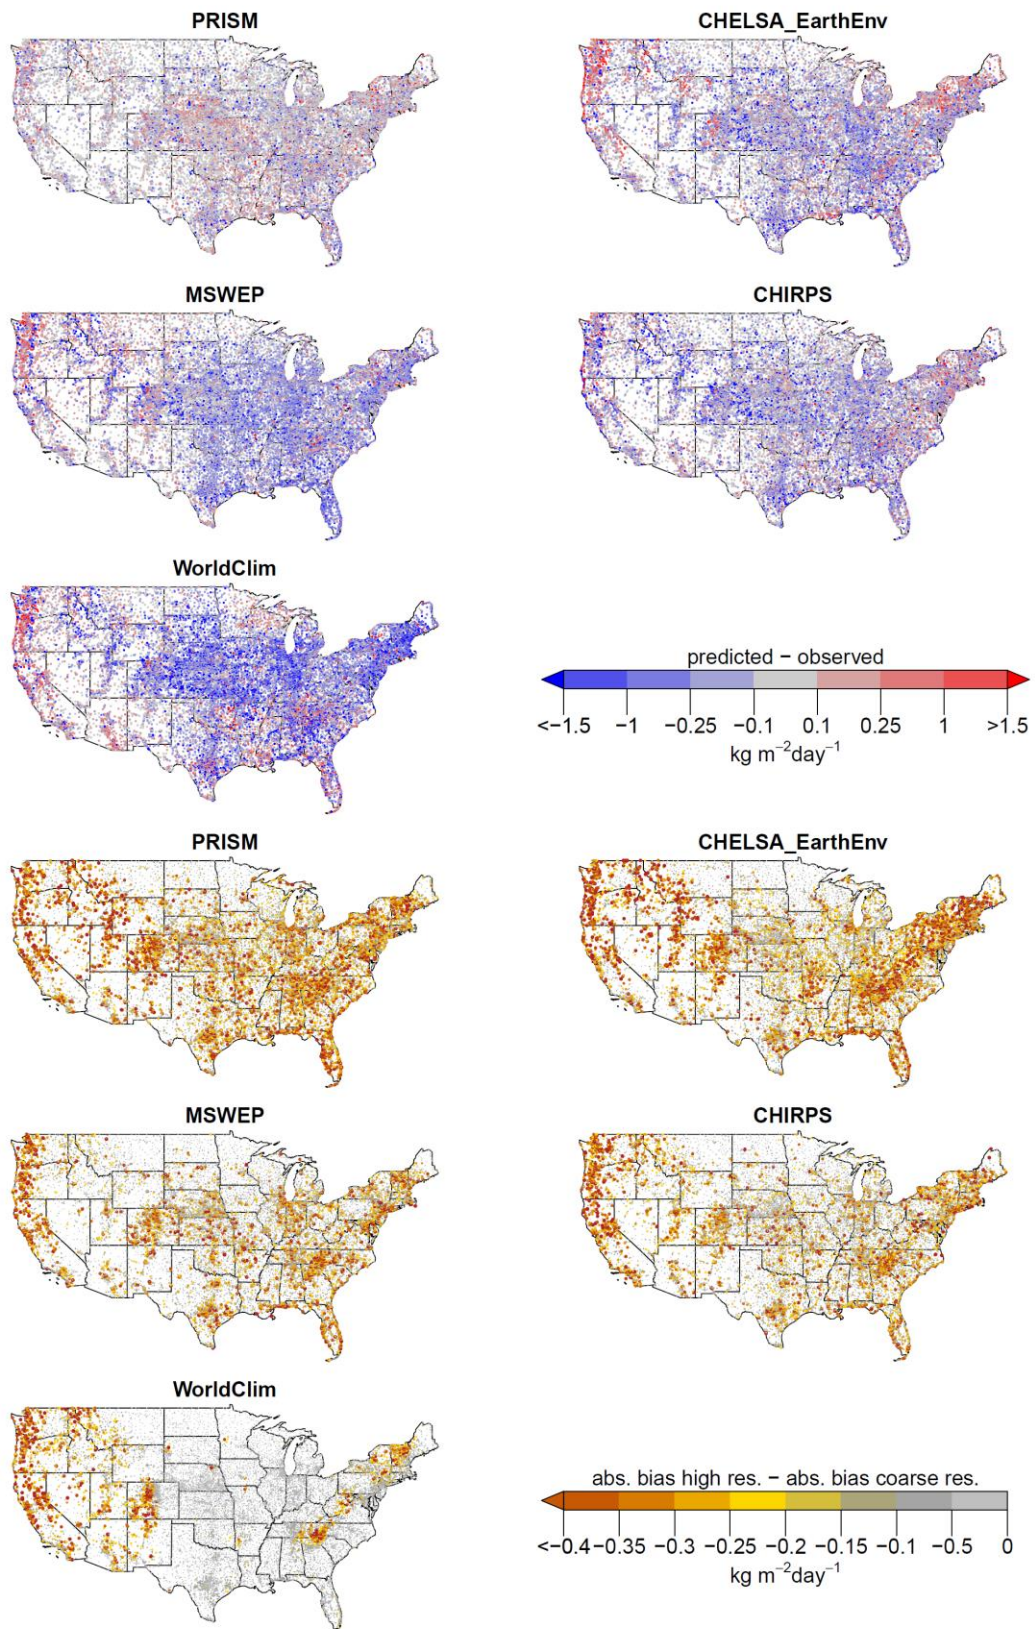 PRISM
CHELSA_EarthEnv
MSWEP
CHIRPS
WorldClim
predicted − observed
<−1.5 −1 −0.25 −0.1 0.1 0.25 1 >1.5
kg m⁻²day⁻¹
PRISM
CHELSA_EarthEnv
MSWEP
CHIRPS
WorldClim
abs. bias high res. − abs. bias coarse res.
<−0.4 −0.35 −0.3 −0.25 −0.2 −0.15 −0.1 −0.5 0
kg m⁻²day⁻¹